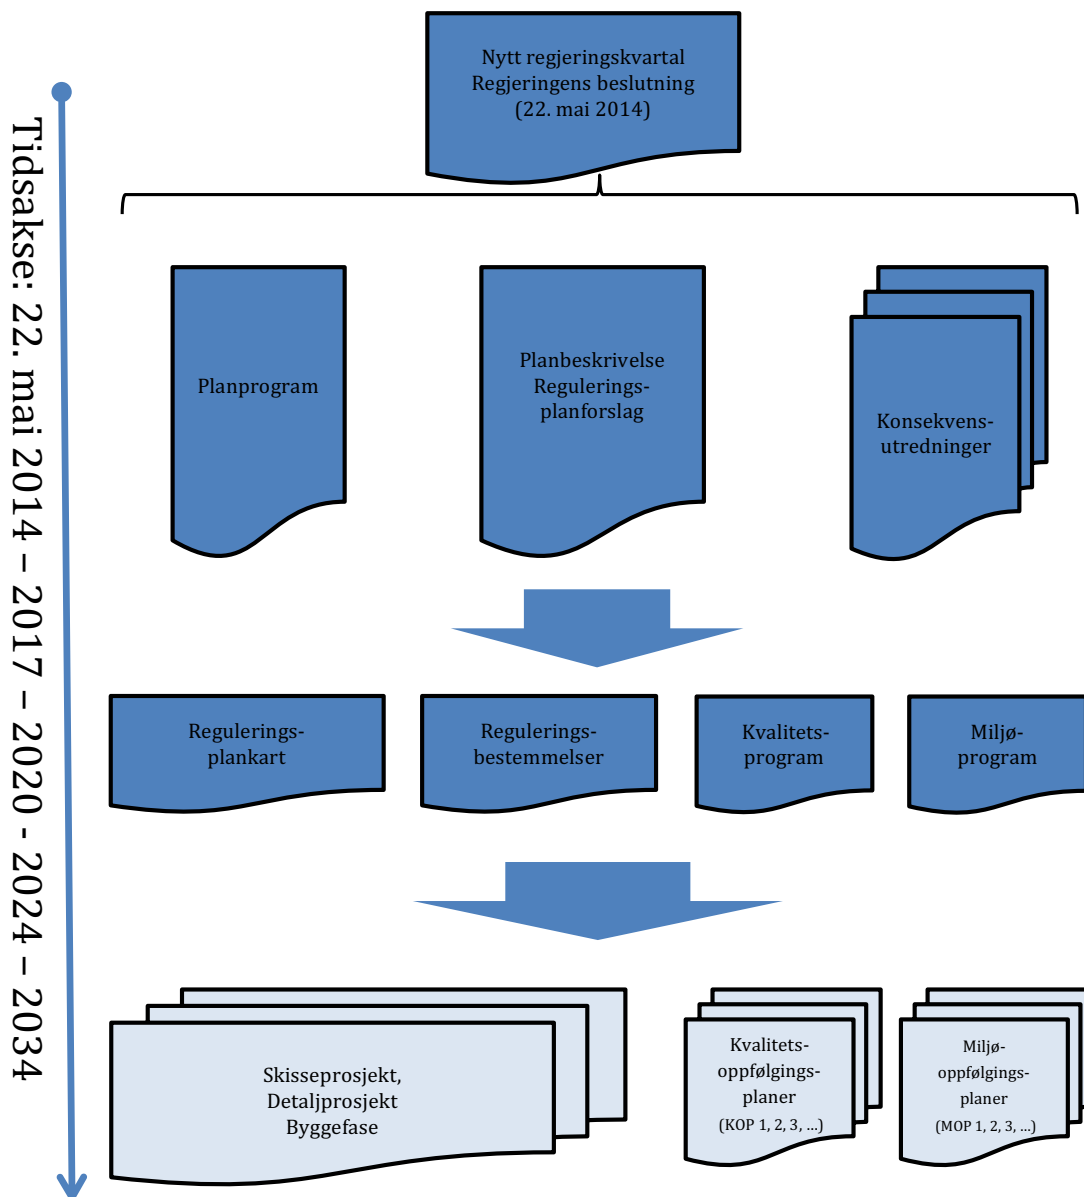 Nytt regjeringskvartal
Regjeringens beslutning
(22. mai 2014)
Tidsakse: 22. mai 2014 – 2017 – 2020 - 2024 – 2034
Planprogram
Planbeskrivelse
Regulerings-
planforslag
Konsekvens-
utredninger
Regulerings-
plankart
Regulerings-
bestemmelser
Kvalitets-
program
Miljø-
program
Skisseprosjekt,
Detaljprosjekt
Byggefase
Kvalitets-
oppfølgings-
planer
(KOP 1, 2, 3, ...)
Miljø-
oppfølgings-
planer
(MOP 1, 2, 3, ...)